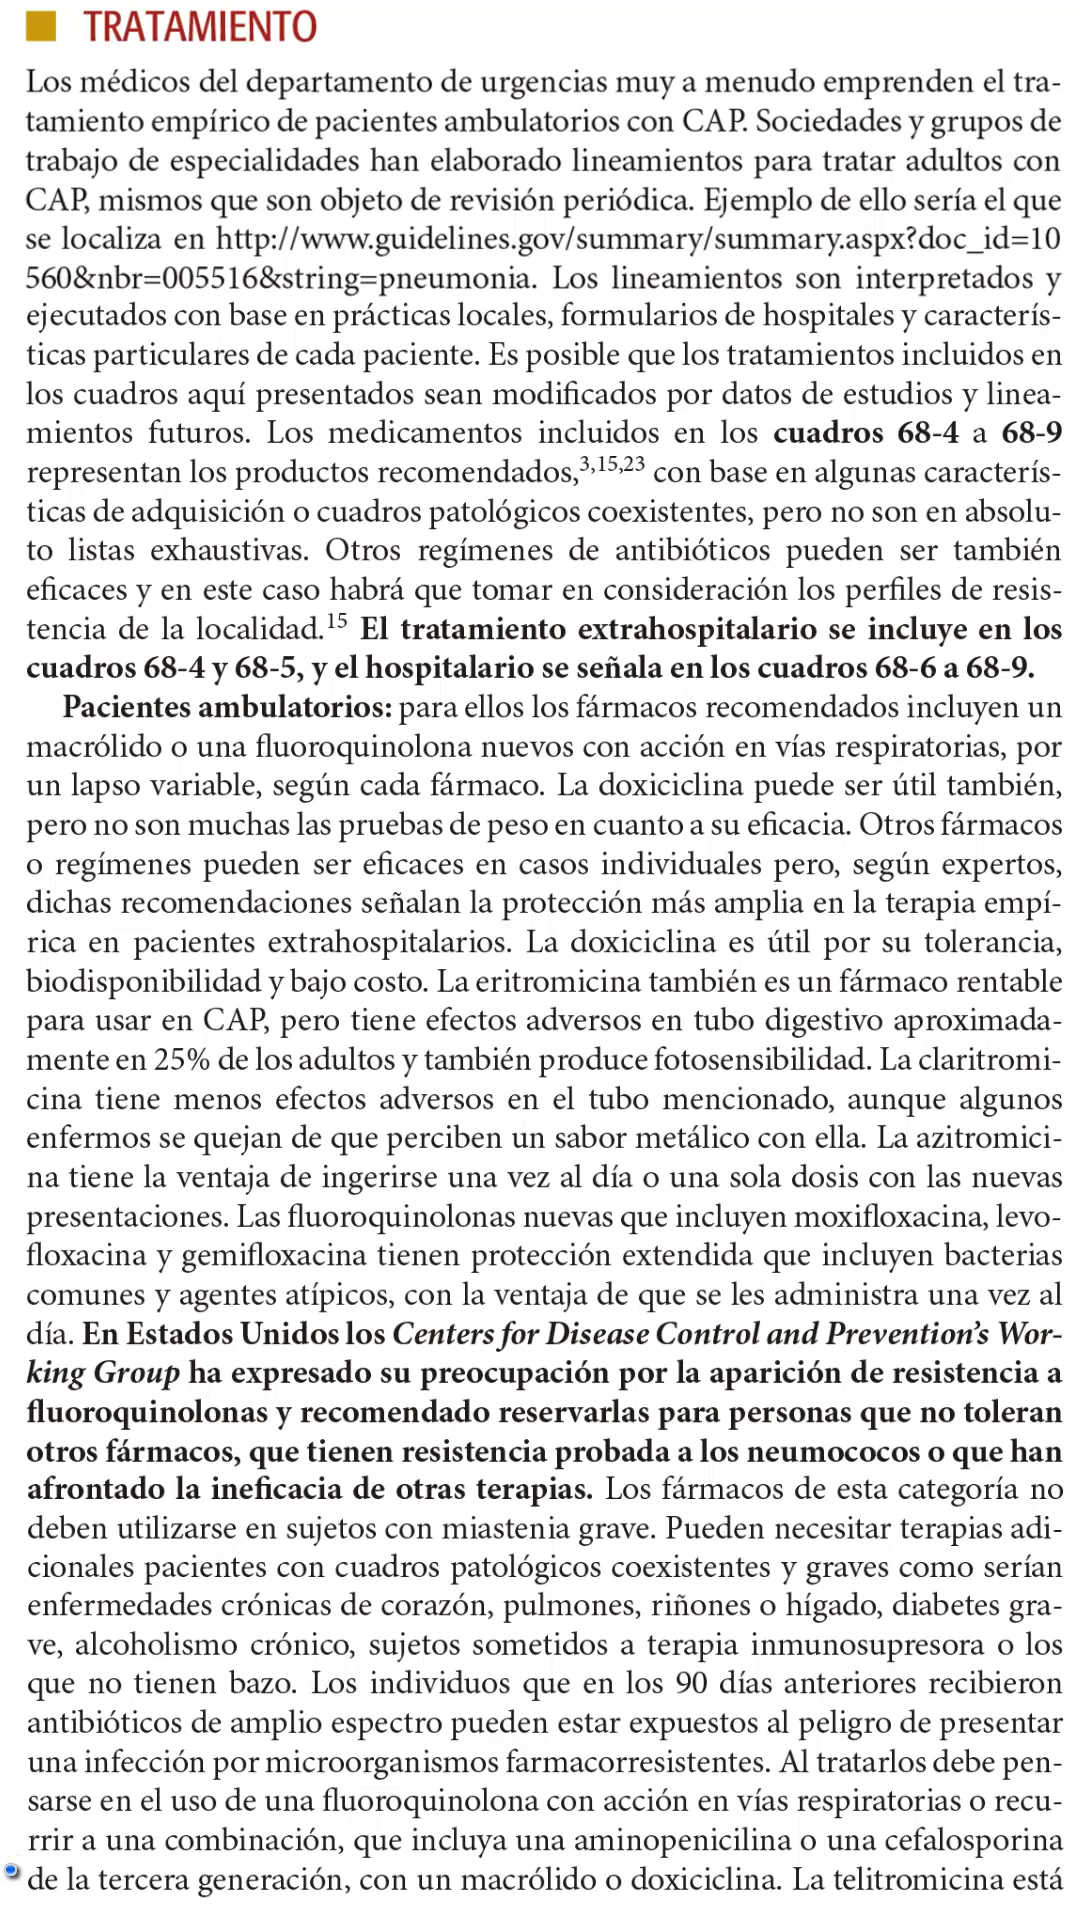 TRATAMIENTO
Los médicos del departamento de urgencias muy a menudo emprenden el tra-
tamiento empírico de pacientes ambulatorios con CAP. Sociedades y grupos de
trabajo de especialidades han elaborado lineamientos para tratar adultos con
CAP, mismos que son objeto de revisión periódica. Ejemplo de ello sería el que
se localiza en http://www.guidelines.gov/summary/summary.aspx?doc_id=10
560&nbr=005516&string=pneumonia. Los lineamientos son interpretados y
ejecutados con base en prácticas locales, formularios de hospitales y caracterís-
ticas particulares de cada paciente. Es posible que los tratamientos incluidos en
los cuadros aquí presentados sean modificados por datos de estudios y linea-
mientos futuros. Los medicamentos incluidos en los cuadros 68-4 a 68-9
representan los productos recomendados,3,15,23 con base en algunas caracterís-
ticas de adquisición o cuadros patológicos coexistentes, pero no son en absolu-
to listas exhaustivas. Otros regímenes de antibióticos pueden ser también
eficaces y en este caso habrá que tomar en consideración los perfiles de resis-
tencia de la localidad.15 El tratamiento extrahospitalario se incluye en los
cuadros 68-4 y 68-5, y el hospitalario se señala en los cuadros 68-6 a 68-9.
Pacientes ambulatorios: para ellos los fármacos recomendados incluyen un
macrólido o una fluoroquinolona nuevos con acción en vías respiratorias, por
un lapso variable, según cada fármaco. La doxiciclina puede ser útil también,
pero no son muchas las pruebas de peso en cuanto a su eficacia. Otros fármacos
o regímenes pueden ser eficaces en casos individuales pero, según expertos,
dichas recomendaciones señalan la protección más amplia en la terapia empí-
rica en pacientes extrahospitalarios. La doxiciclina es útil por su tolerancia,
biodisponibilidad y bajo costo. La eritromicina también es un fármaco rentable
para usar en CAP, pero tiene efectos adversos en tubo digestivo aproximada-
mente en 25% de los adultos y también produce fotosensibilidad. La claritromi-
cina tiene menos efectos adversos en el tubo mencionado, aunque algunos
enfermos se quejan de que perciben un sabor metálico con ella. La azitromici-
na tiene la ventaja de ingerirse una vez al día o una sola dosis con las nuevas
presentaciones. Las fluoroquinolonas nuevas que incluyen moxifloxacina, levo-
floxacina y gemifloxacina tienen protección extendida que incluyen bacterias
comunes y agentes atípicos, con la ventaja de que se les administra una vez al
día. En Estados Unidos los Centers for Disease Control and Prevention's Wor-
king Group ha expresado su preocupación por la aparición de resistencia a
fluoroquinolonas y recomendado reservarlas para personas que no toleran
otros fármacos, que tienen resistencia probada a los neumococos o que han
afrontado la ineficacia de otras terapias. Los fármacos de esta categoría no
deben utilizarse en sujetos con miastenia grave. Pueden necesitar terapias adi-
cionales pacientes con cuadros patológicos coexistentes y graves como serían
enfermedades crónicas de corazón, pulmones, riñones o hígado, diabetes gra-
ve, alcoholismo crónico, sujetos sometidos a terapia inmunosupresora o los
que no tienen bazo. Los individuos que en los 90 días anteriores recibieron
antibióticos de amplio espectro pueden estar expuestos al peligro de presentar
una infección por microorganismos farmacorresistentes. Al tratarlos debe pen-
sarse en el uso de una fluoroquinolona con acción en vías respiratorias o recu-
rrir a una combinación, que incluya una aminopenicilina o una cefalosporina
de la tercera generación, con un macrólido o doxiciclina. La telitromicina está